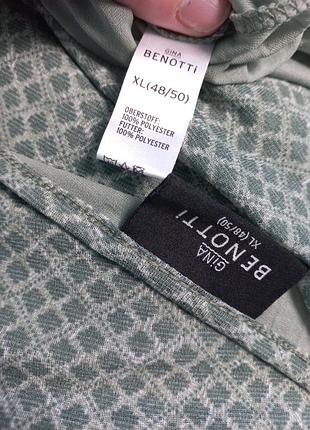 GINA
BENOTTI
XL(48/50)
OBERSTOFF:
100% POLYESTER
FUTTER:
100% POLYESTER
GINA
BENOTTI
XL(48/50)